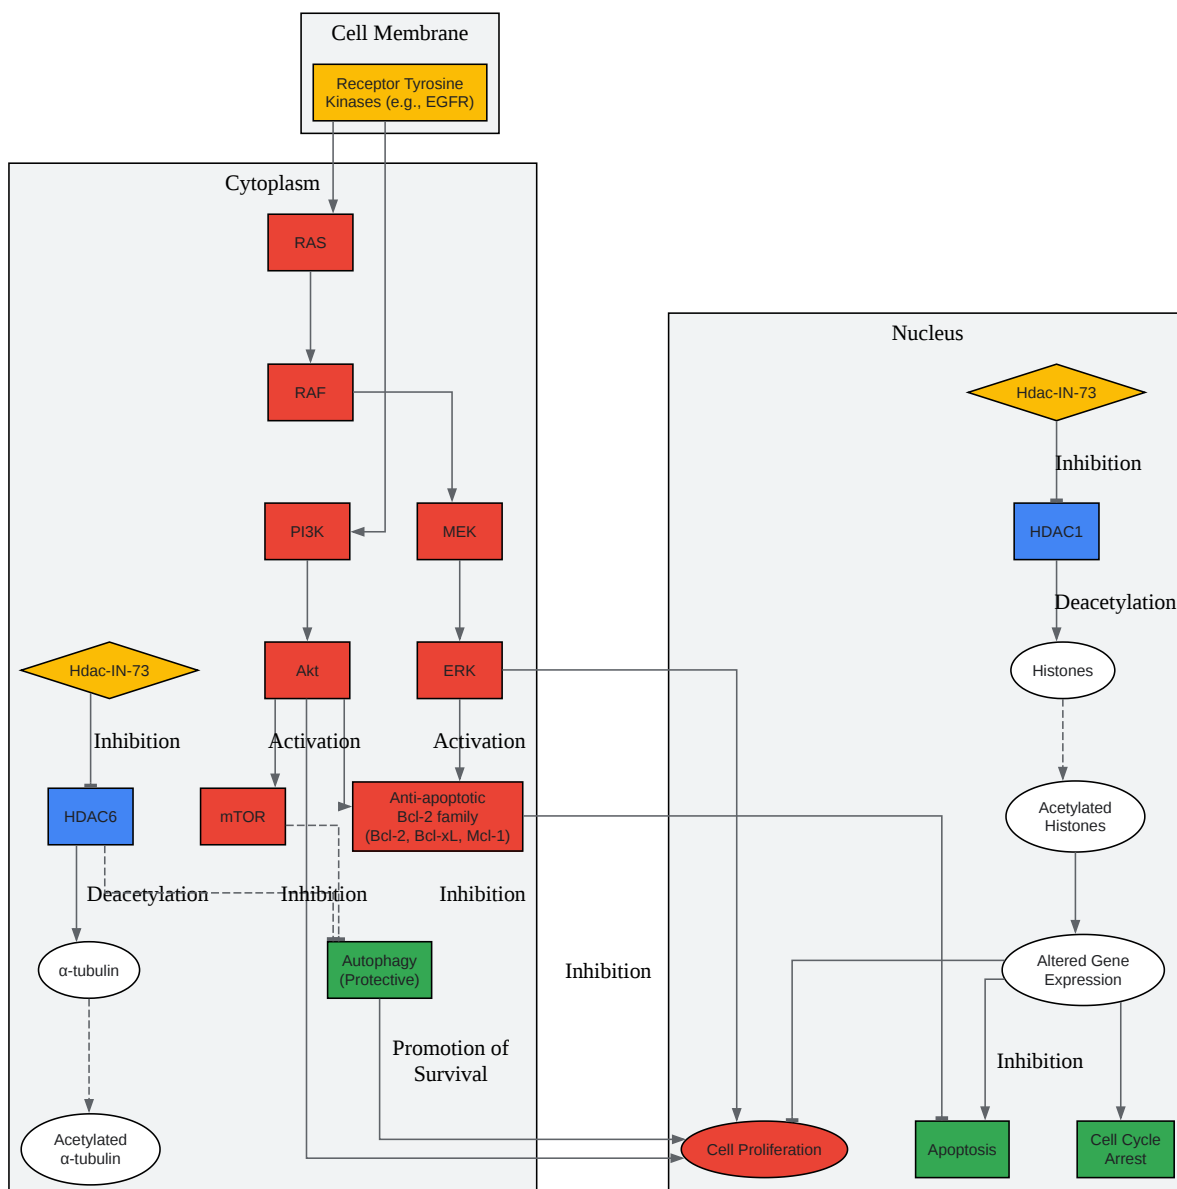 Cell Membrane
Receptor Tyrosine
Kinases (e.g., EGFR)
Cytoplasm
RAS
Nucleus
RAF
Hdac-IN-73
Inhibition
PI3K
MEK
HDAC1
Deacetylation
Hdac-IN-73
Akt
ERK
Histones
Inhibition
Activation
Activation
HDAC6
mTOR
Anti-apoptotic
Bcl-2 family
(Bcl-2, Bcl-xL, Mcl-1)
Acetylated
Histones
Deacetylation
Inhibition
Inhibition
α-tubulin
Autophagy
(Protective)
Inhibition
Altered Gene
Expression
Promotion of
Survival
Inhibition
Acetylated
α-tubulin
Cell Proliferation
Apoptosis
Cell Cycle
Arrest